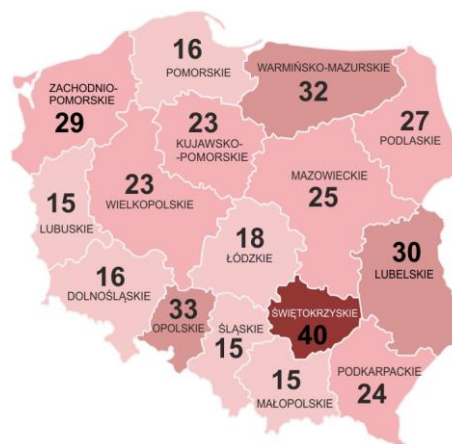 16
POMORSKIE
WARMIŃSKO-MAZURSKIE
32
ZACHODNIO-
POMORSKIE
29
23
KUJAWSKO-
-POMORSKIE
27
PODLASKIE
23
WIELKOPOLSKIE
MAZOWIECKIE
25
15
LUBUSKIE
18
ŁÓDZKIE
30
LUBELSKIE
16
DOLNOŚLĄSKIE
33
OPOLSKIE
ŚLĄSKIE
15
ŚWIĘTOKRZYSKIE
40
15
MAŁOPOLSKIE
PODKARPACKIE
24